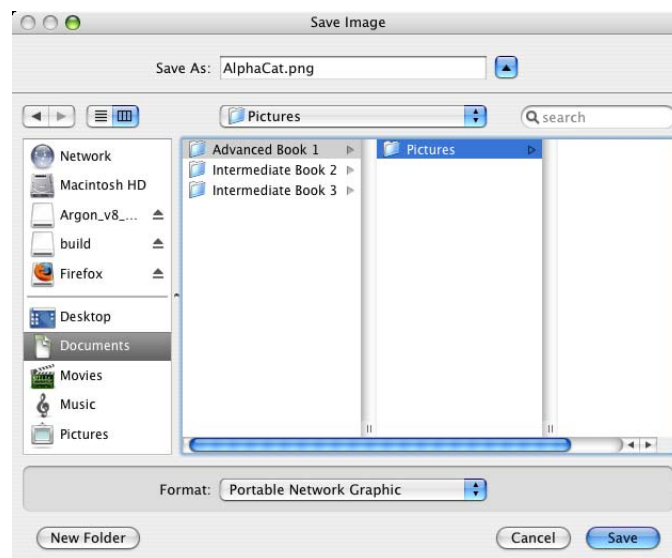 Save Image
Save As: AlphaCat.png
Pictures
search
Network
Macintosh HD
Argon_v8_...
build
Firefox
Desktop
Documents
Movies
Music
Pictures
Advanced Book 1
Intermediate Book 2
Intermediate Book 3
Pictures
Format: Portable Network Graphic
New Folder
Cancel
Save